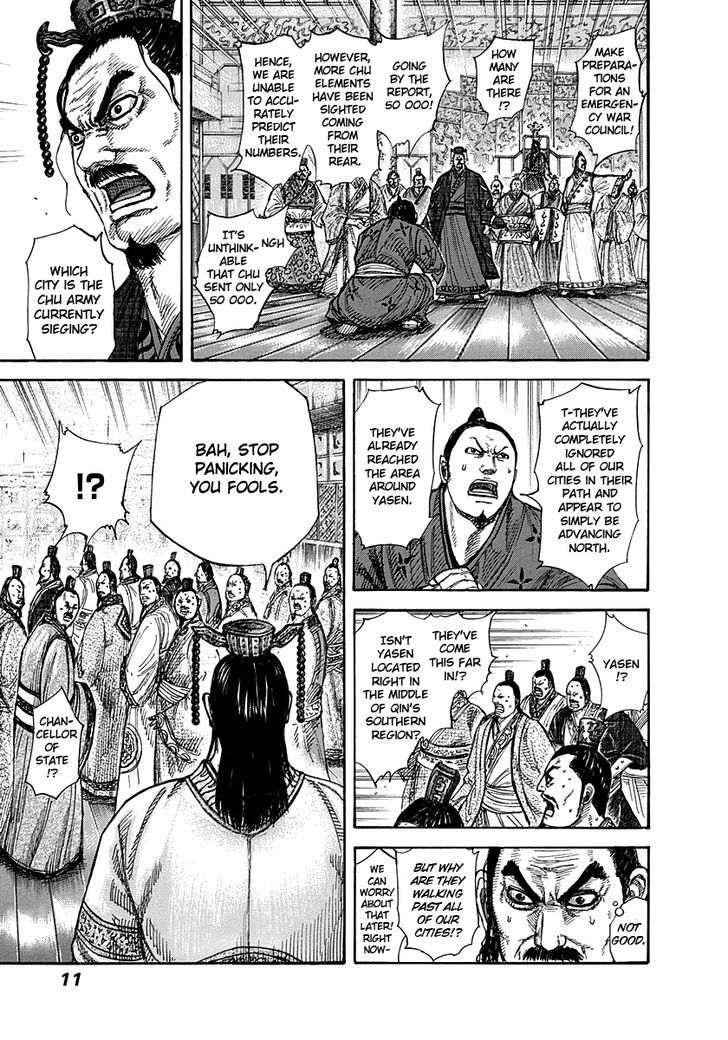 MAKE
PREPARA-
TIONS
FOR AN
EMERGEN-
CY WAR
COUNCIL!
HOW
MANY
ARE
THERE
!?
GOING
BY THE
REPORT,
50 000!
HOWEVER,
MORE CHU
ELEMENTS
HAVE BEEN
SIGHTED
COMING
FROM
THEIR
REAR.
HENCE,
WE ARE
UNABLE
TO ACCU-
RATELY
PREDICT
THEIR
NUMBERS.
NGH
IT'S
UNTHINK-
ABLE
THAT CHU
SENT ONLY
50 000.
WHICH
CITY IS THE
CHU ARMY
CURRENTLY
SIEGING?
T-THEY'VE
ACTUALLY
COMPLETELY
IGNORED
ALL OF OUR
CITIES IN THEIR
PATH AND
APPEAR TO
SIMPLY BE
ADVANCING
NORTH.
THEY'VE
ALREADY
REACHED
THE AREA
AROUND
YASEN.
YASEN
!?
THEY'VE
COME
THIS FAR
IN!?
ISN'T
YASEN
LOCATED
RIGHT IN
THE MIDDLE
OF QIN'S
SOUTHERN
REGION?
NOT
GOOD.
BUT WHY
ARE THEY
WALKING
PAST ALL
OF OUR
CITIES!?
WE
CAN
WORRY
ABOUT
THAT
LATER!
RIGHT
NOW-
BAH, STOP
PANICKING,
YOU FOOLS.
!?
CHAN-
CELLOR
OF
STATE
!?
11